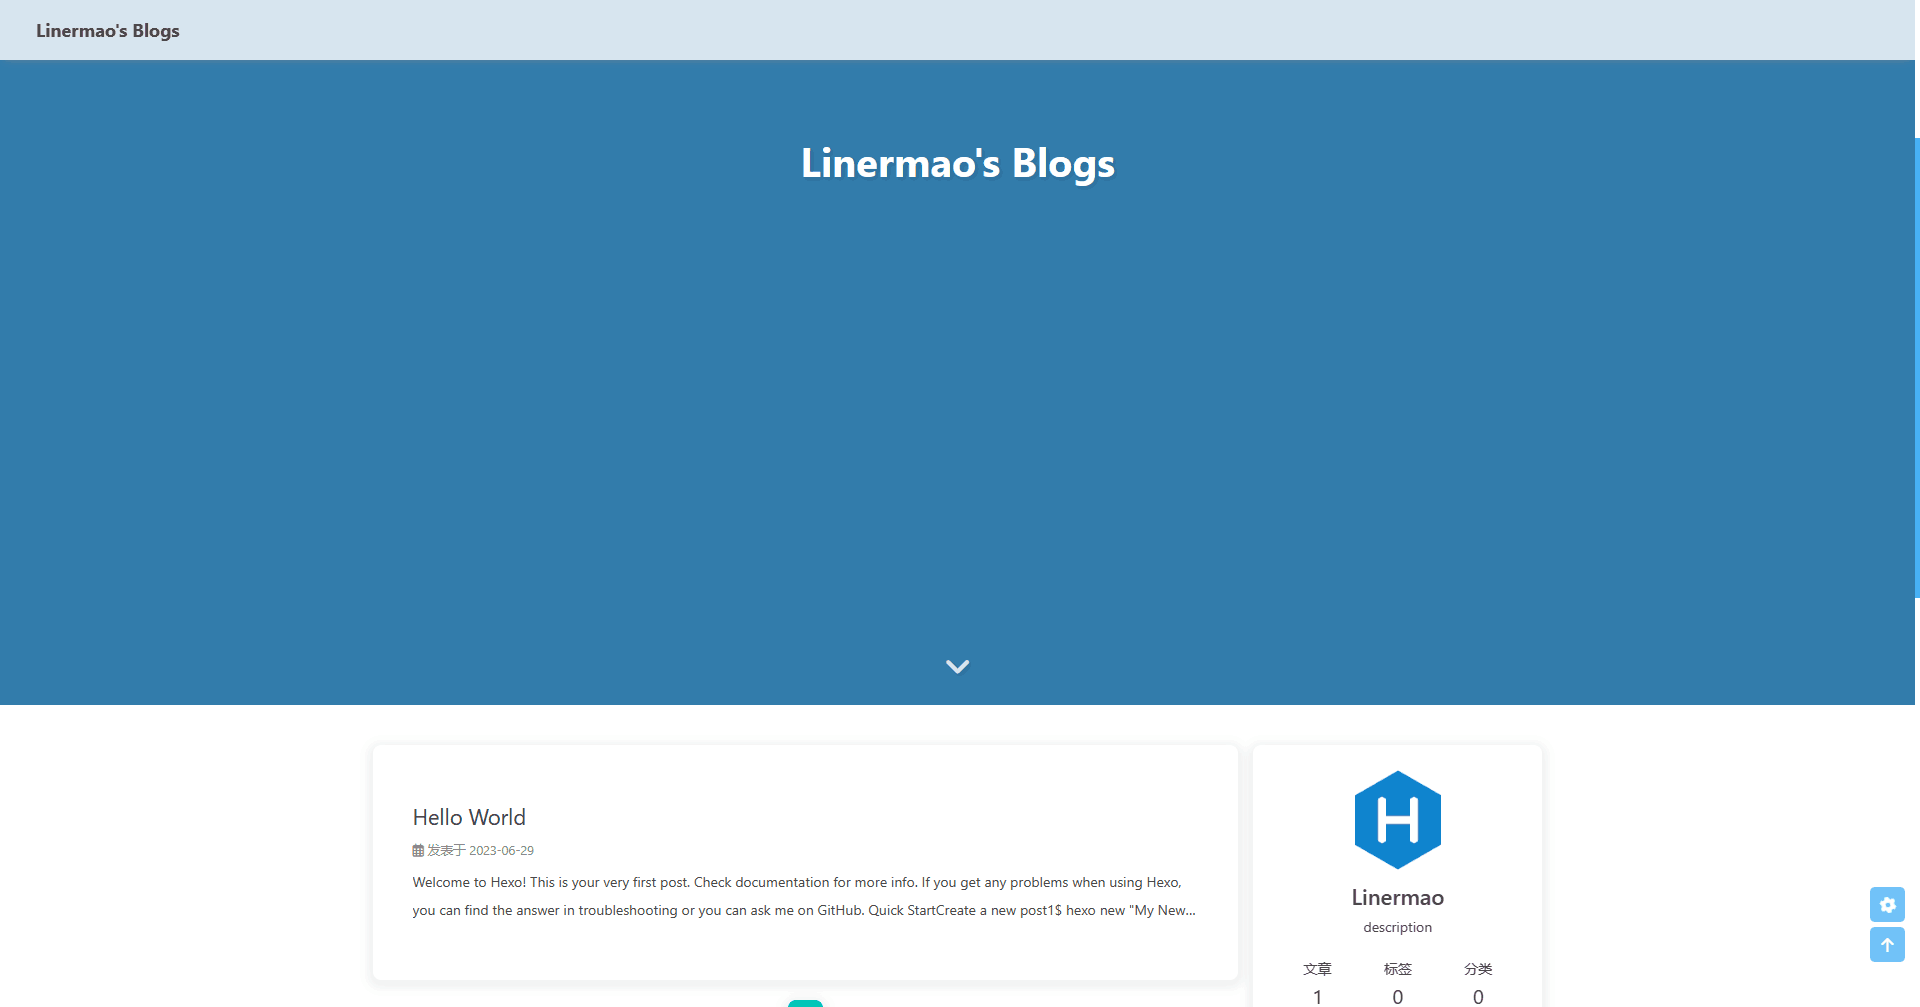 Linermao's Blogs
Linermao's Blogs
Hello World
发表于 2023-06-29
Welcome to Hexo! This is your very first post. Check documentation for more info. If you get any problems when using Hexo,
you can find the answer in troubleshooting or you can ask me on GitHub. Quick StartCreate a new post1$ hexo new "My New...
H
Linermao
description
文章 标签 分类
1 0 0